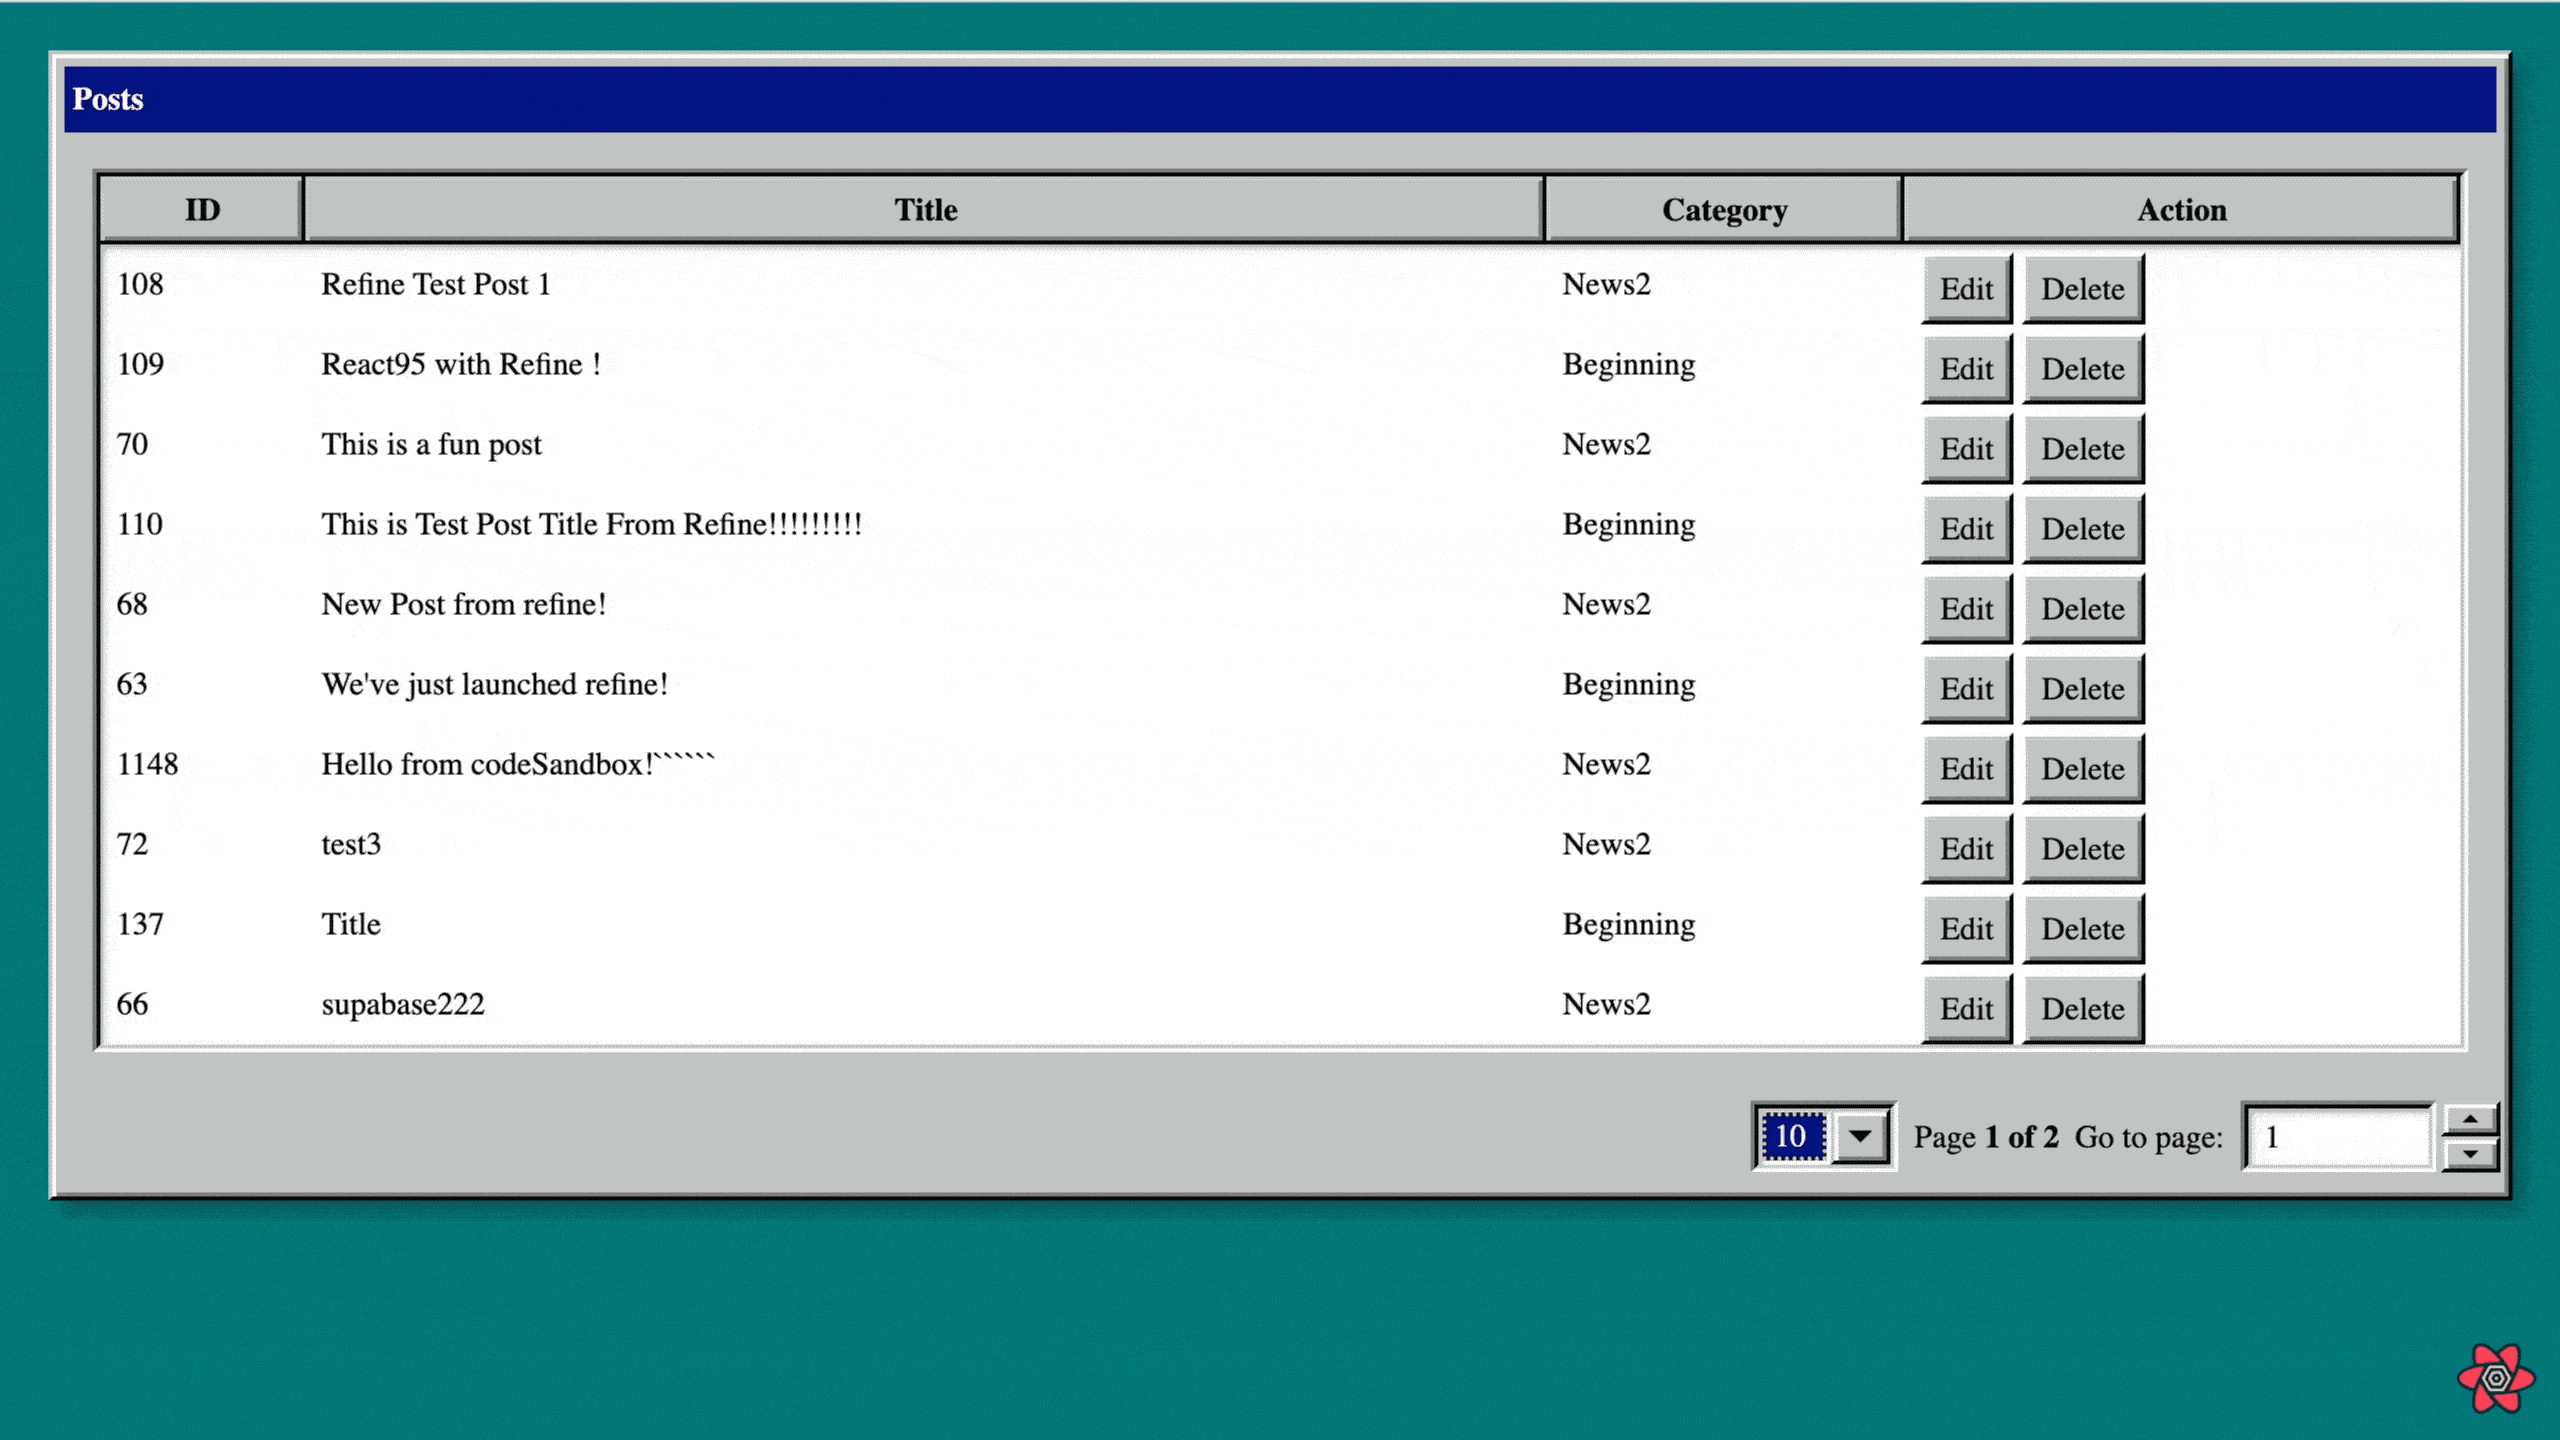 Posts
ID Title Category Action
108 Refine Test Post 1 News2 Edit Delete
109 React95 with Refine ! Beginning Edit Delete
70 This is a fun post News2 Edit Delete
110 This is Test Post Title From Refine!!!!!!!!! Beginning Edit Delete
68 New Post from refine! News2 Edit Delete
63 We've just launched refine! Beginning Edit Delete
1148 Hello from codeSandbox!`````` News2 Edit Delete
72 test3 News2 Edit Delete
137 Title Beginning Edit Delete
66 supabase222 News2 Edit Delete
10 Page 1 of 2 Go to page: 1